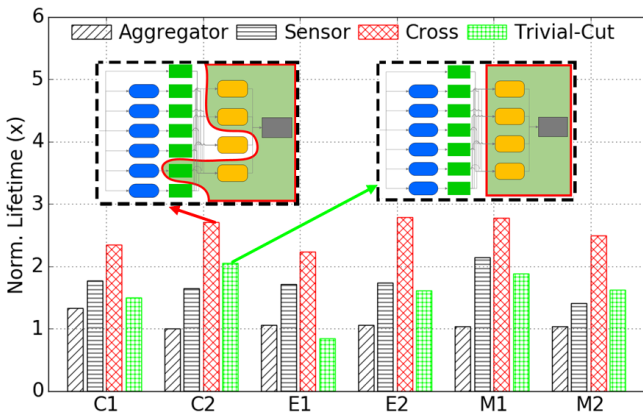 Aggregator Sensor Cross Trivial-Cut
Norm. Lifetime (x)
6
5
4
3
2
1
0
C1 C2 E1 E2 M1 M2